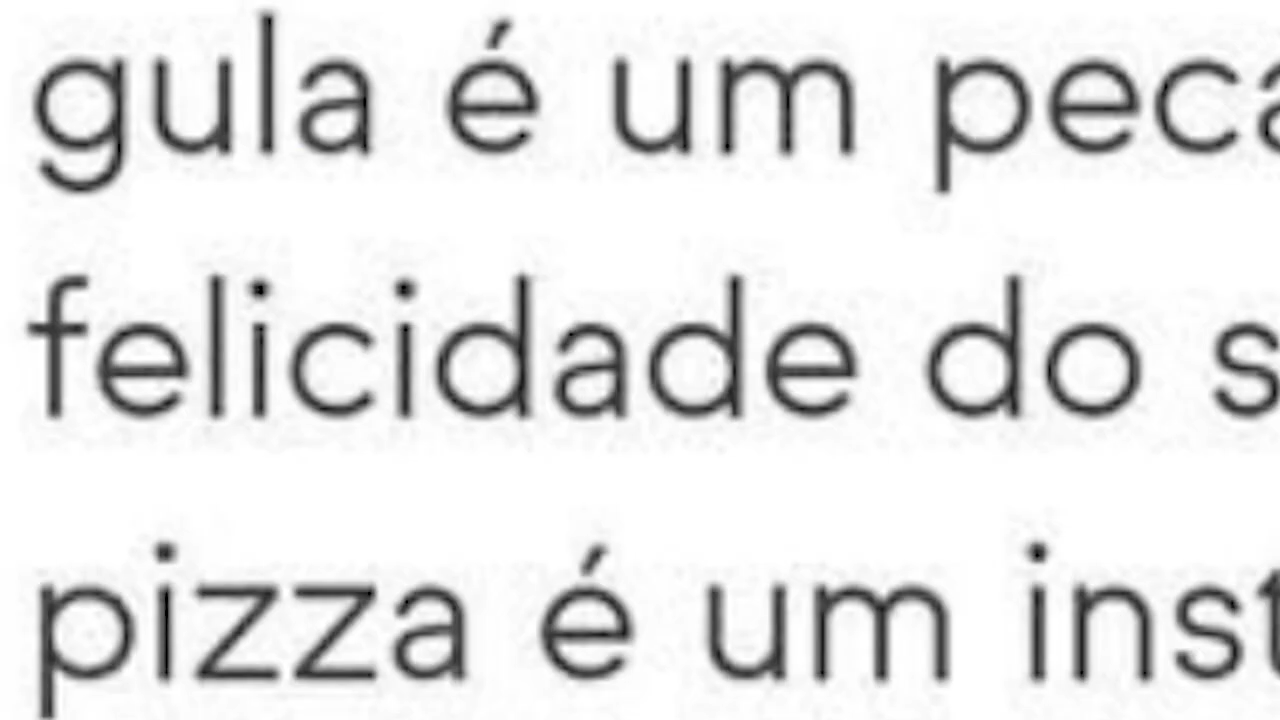 gula é um peca
felicidade do s
pizza é um inst